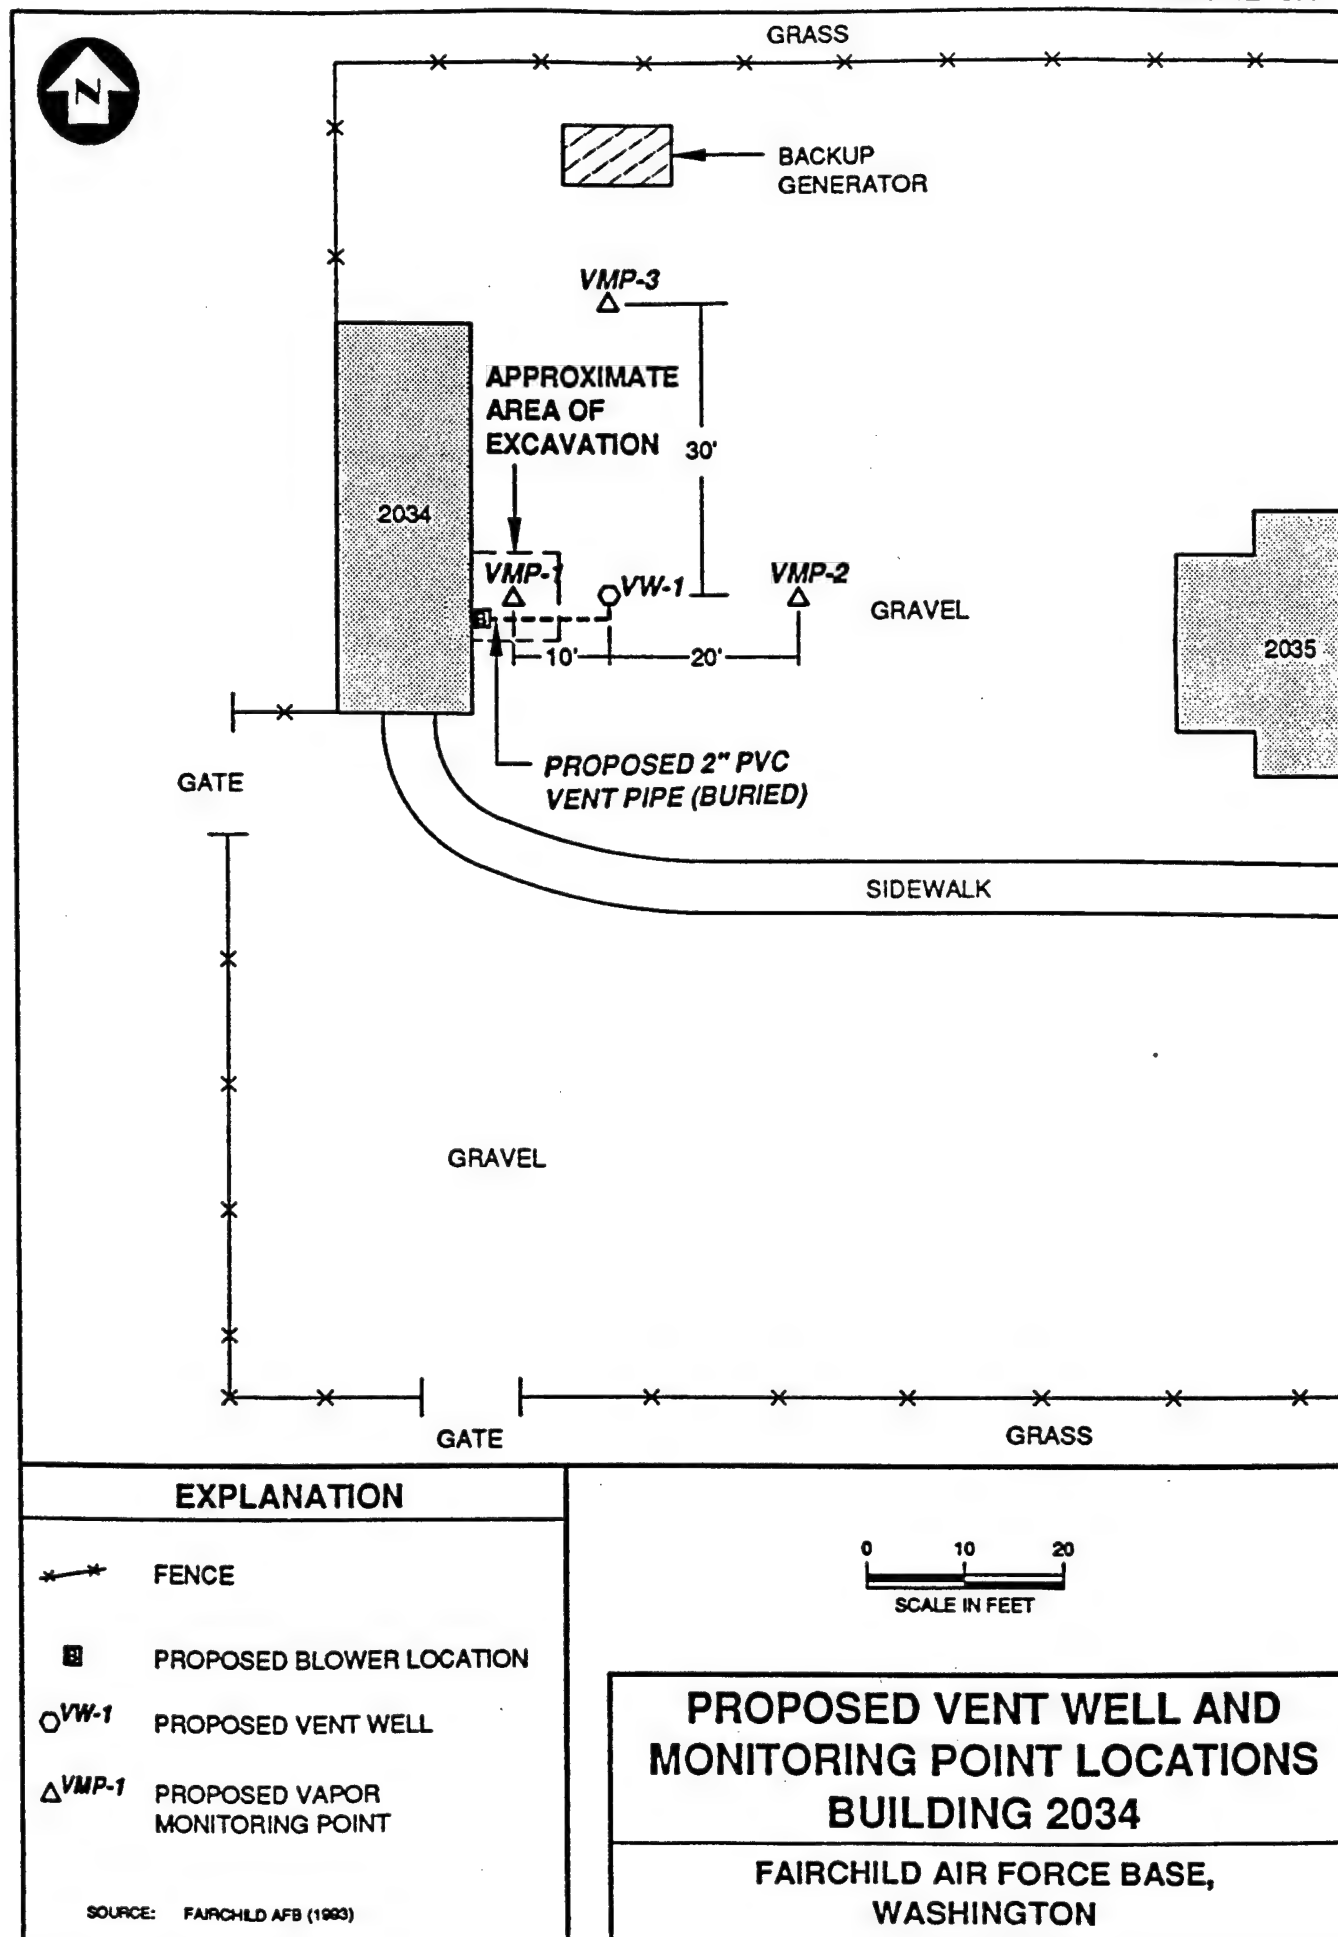 GRASS
N
BACKUP
GENERATOR
VMP-3
APPROXIMATE
AREA OF
EXCAVATION
30'
2034
VMP-1
VW-1
VMP-2
GRAVEL
B
10'
20'
2035
PROPOSED 2" PVC
VENT PIPE (BURIED)
GATE
SIDEWALK
GRAVEL
GATE
GRASS
EXPLANATION
FENCE
B PROPOSED BLOWER LOCATION
VW-1 PROPOSED VENT WELL
VMP-1 PROPOSED VAPOR
MONITORING POINT
SOURCE: FAIRCHILD AFB (1993)
0 10 20
SCALE IN FEET
PROPOSED VENT WELL AND
MONITORING POINT LOCATIONS
BUILDING 2034
FAIRCHILD AIR FORCE BASE,
WASHINGTON